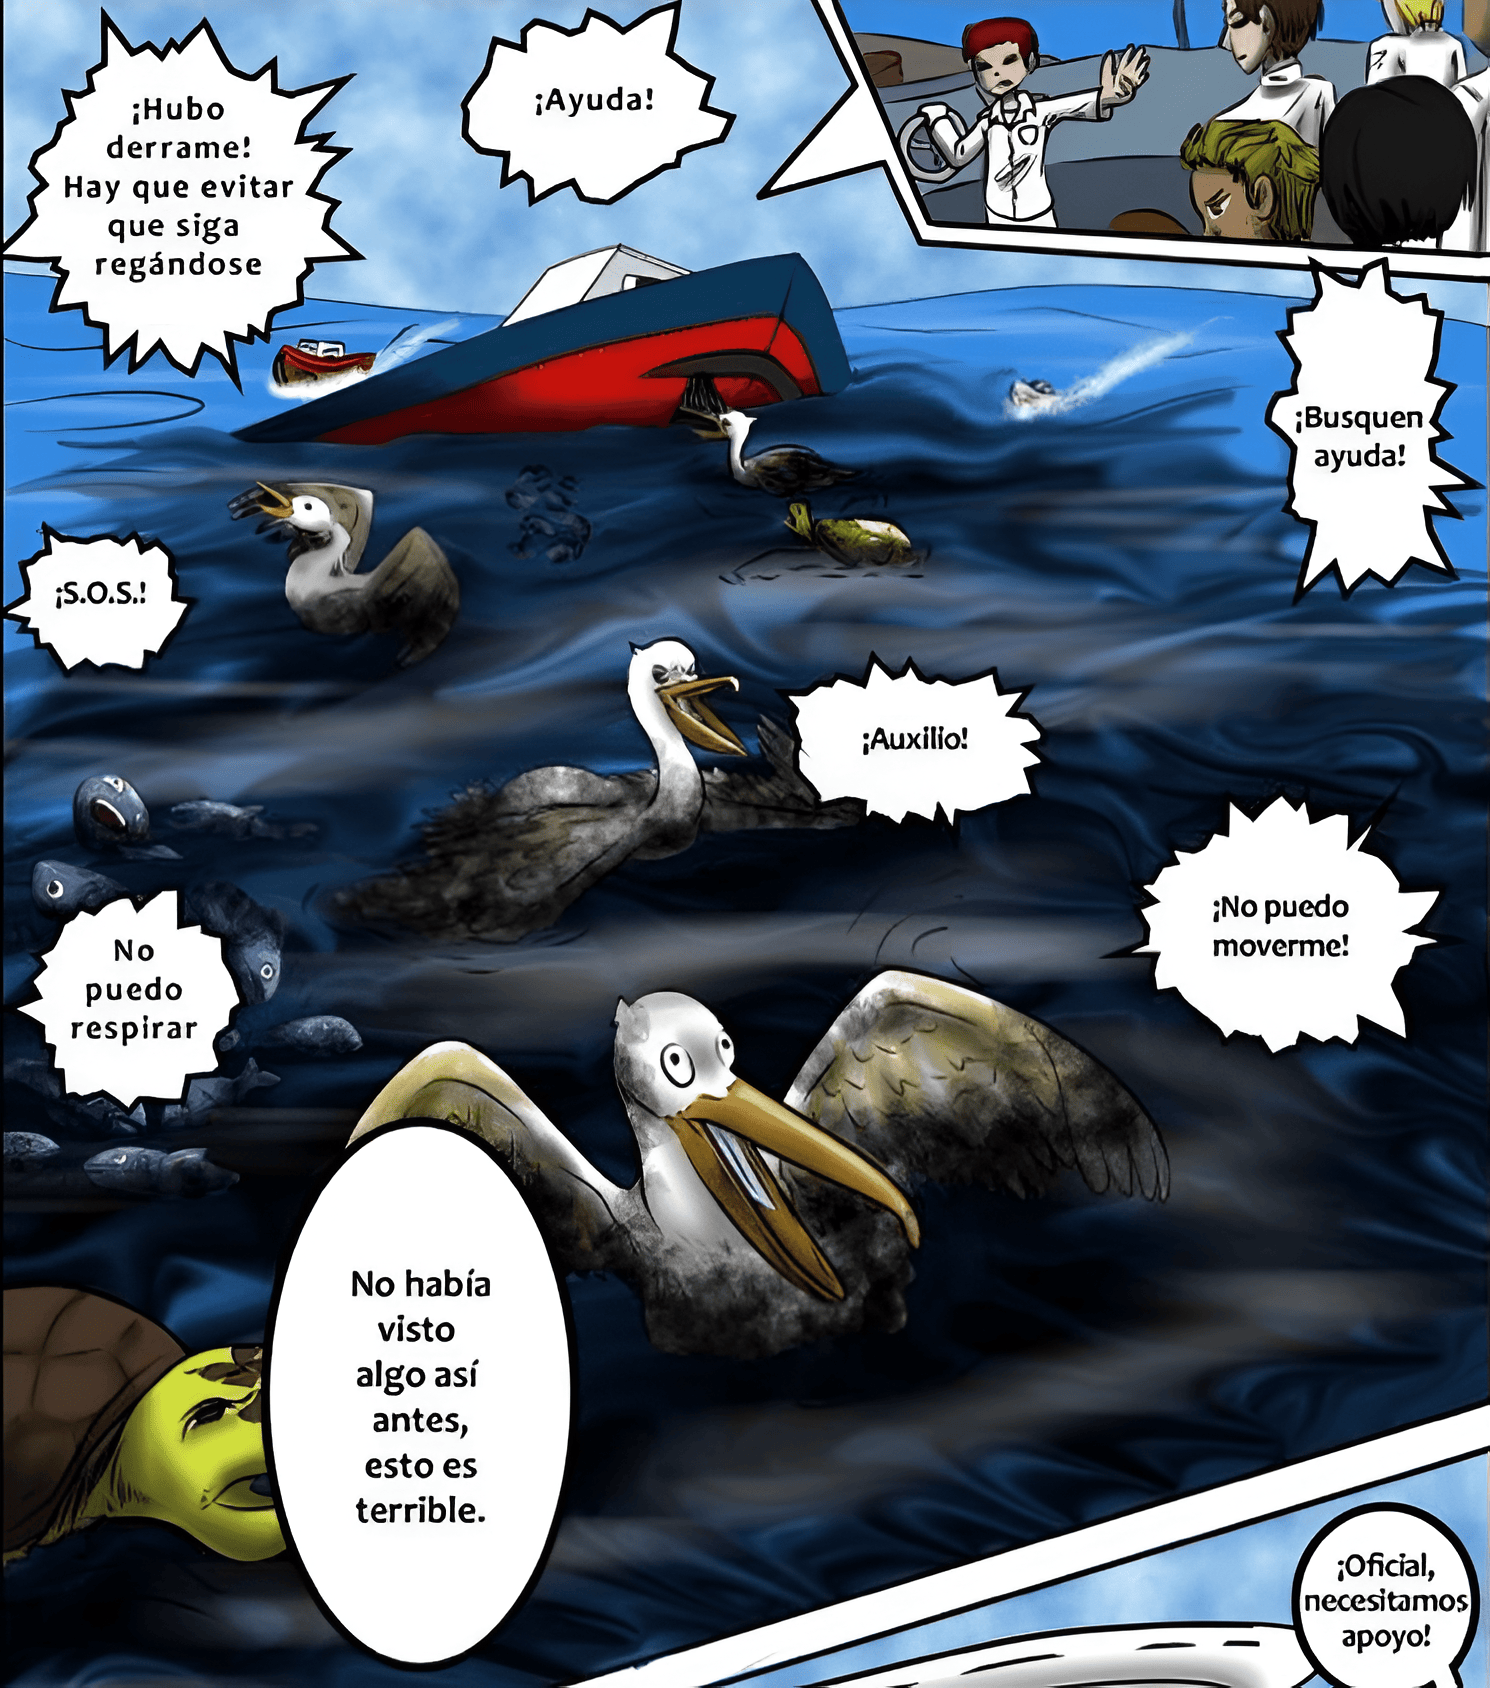 ¡Hubo
derrame!
Hay que evitar
que siga
regándose
¡Ayuda!
¡Busquen
ayuda!
¡S.O.S.!
¡Auxilio!
¡No puedo
moverme!
No
puedo
respirar
No había
visto
algo así
antes,
esto es
terrible.
¡Oficial,
necesitamos
apoyo!